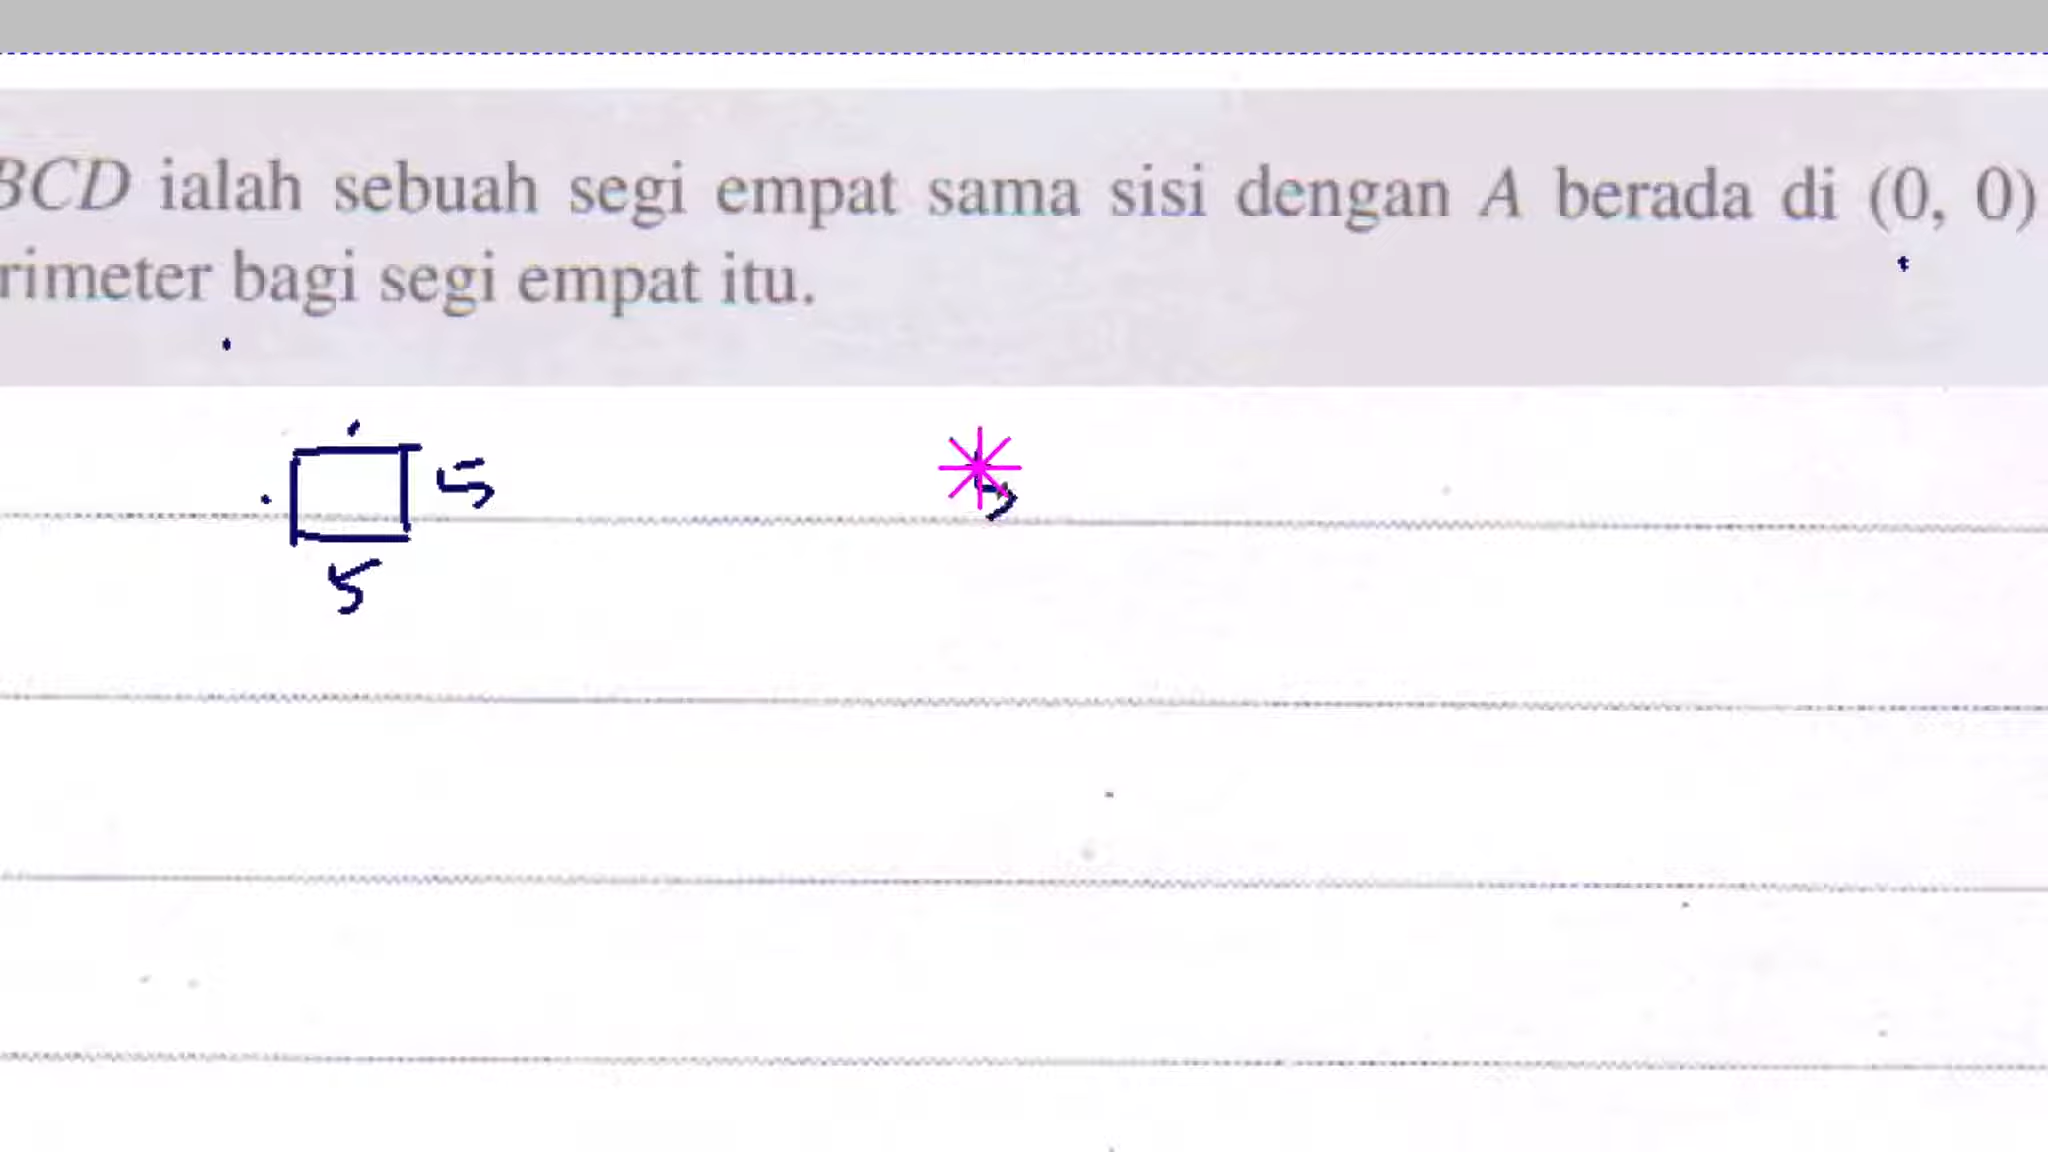 BCD ialah sebuah segi empat sama sisi dengan A berada di (0, 0)
rimeter bagi segi empat itu.
5
5
5